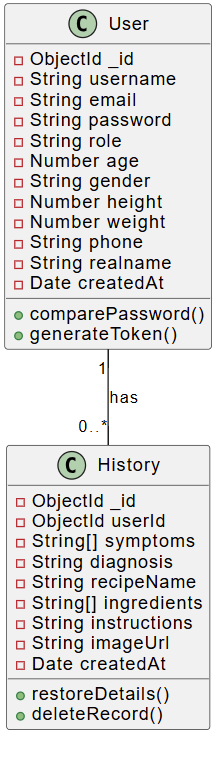 C User
ObjectId _id
String username
String email
String password
String role
Number age
String gender
Number height
Number weight
String phone
String realname
Date createdAt
comparePassword()
generateToken()
1
has
0..*
C History
ObjectId _id
ObjectId userId
String[] symptoms
String diagnosis
String recipeName
String[] ingredients
String instructions
String imageUrl
Date createdAt
restoreDetails()
deleteRecord()